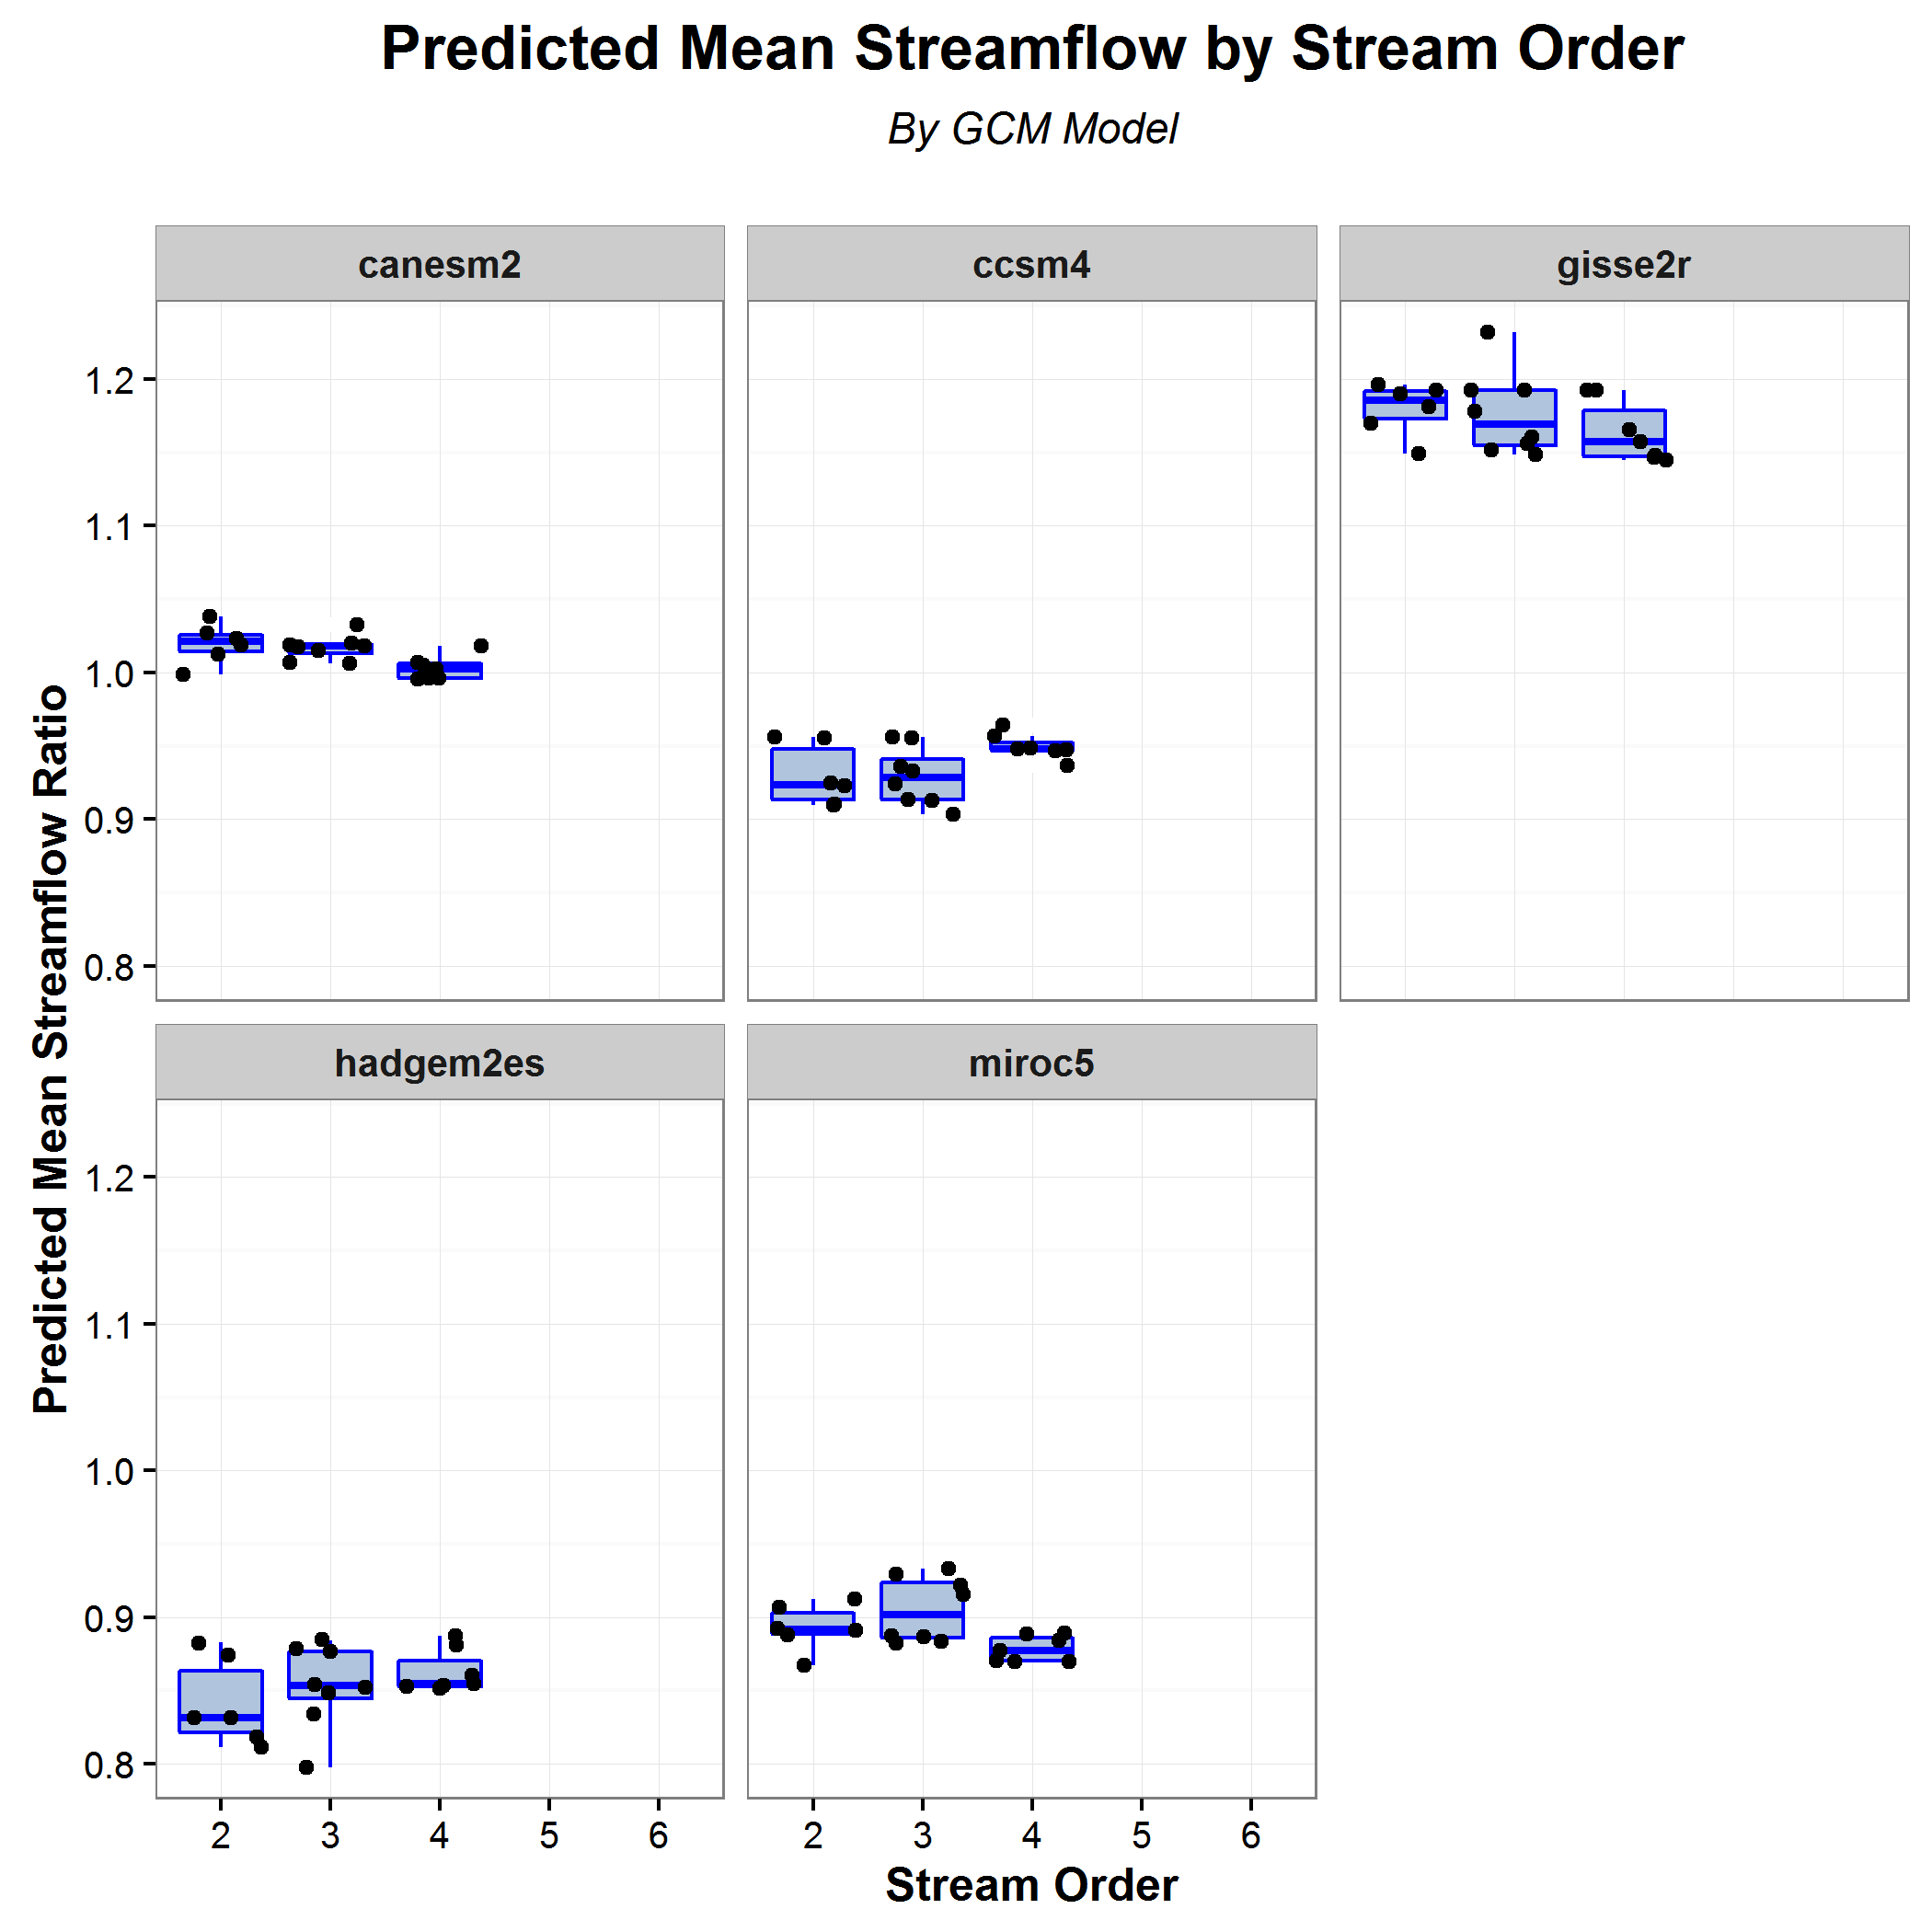 Predicted Mean Streamflow by Stream Order
By GCM Model
canesm2
ccsm4
gisse2r
1.2
1.1
1.0
0.9
0.8
Predicted Mean Streamflow Ratio
hadgem2es
miroc5
1.2
1.1
1.0
0.9
0.8
2 3 4 5 6
2 3 4 5 6
Stream Order